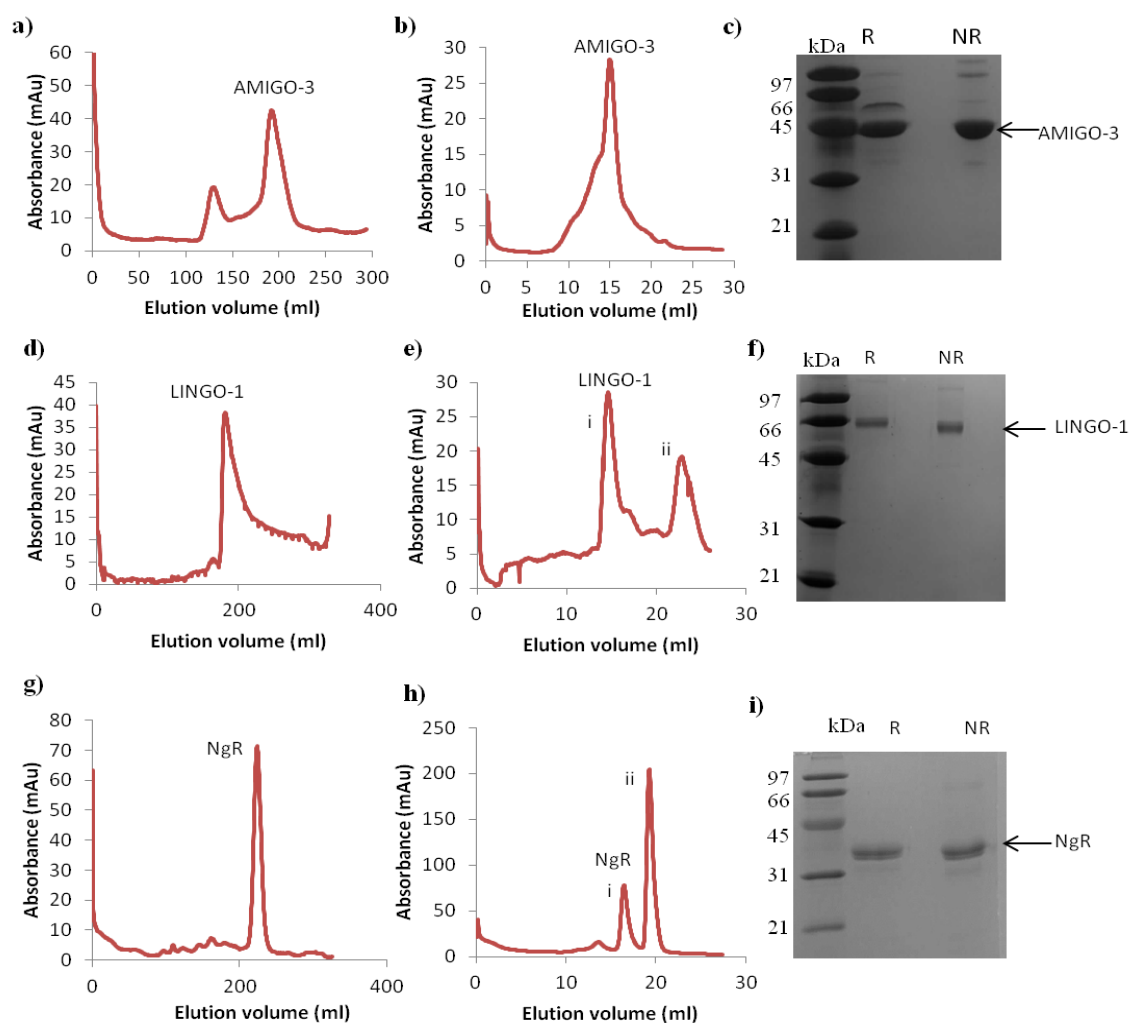 a)
60
50
40
30
20
10
0
Absorbance (mAu)
AMIGO-3
0 50 100 150 200 250 300
Elution volume (ml)
b)
30
25
20
15
10
5
0
Absorbance (mAu)
AMIGO-3
0 5 10 15 20 25 30
Elution volume (ml)
c)
kDa R NR
97
66
45
31
21
AMIGO-3
d)
45
40
35
30
25
20
15
10
5
0
Absorbance (mAu)
LINGO-1
0 200 400
Elution volume (ml)
e)
30
25
20
15
10
5
0
Absorbance (mAu)
LINGO-1
i
ii
0 10 20 30
Elution volume (ml)
f)
kDa R NR
97
66
45
31
21
LINGO-1
g)
80
70
60
50
40
30
20
10
0
Absorbance (mAu)
NgR
0 200 400
Elution volume (ml)
h)
250
200
150
100
50
0
Absorbance (mAu)
ii
NgR
i
0 10 20 30
Elution volume (ml)
i)
kDa R NR
97
66
45
31
21
NgR